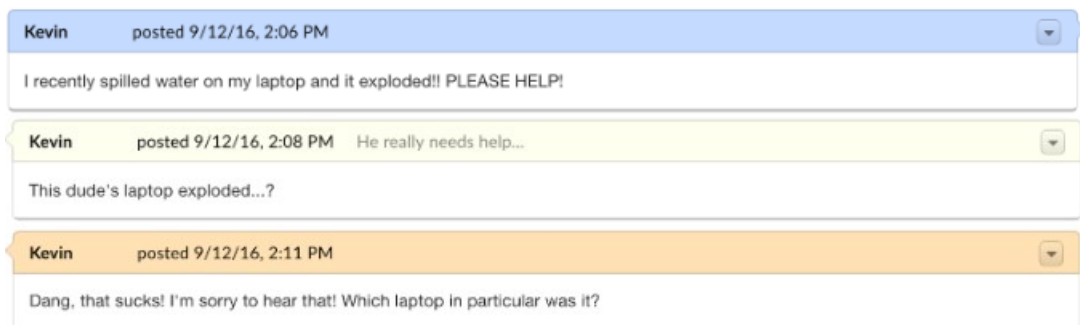 Kevin posted 9/12/16, 2:06 PM
I recently spilled water on my laptop and it exploded!! PLEASE HELP!
Kevin posted 9/12/16, 2:08 PM He really needs help...
This dude's laptop exploded...?
Kevin posted 9/12/16, 2:11 PM
Dang, that sucks! I'm sorry to hear that! Which laptop in particular was it?